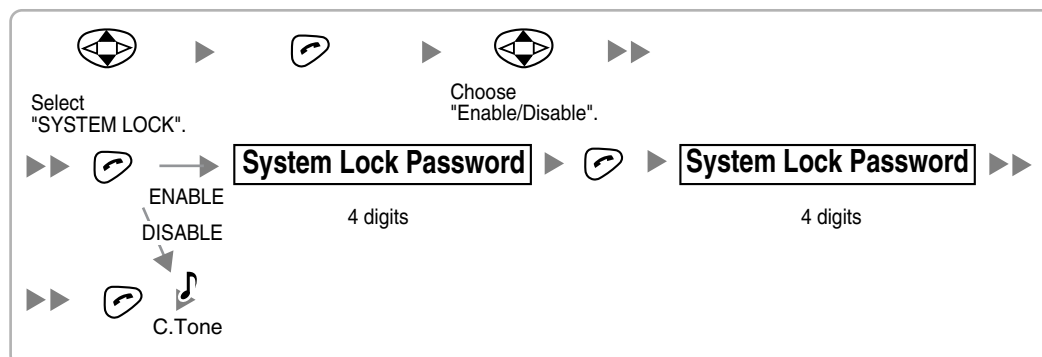 Select
"SYSTEM LOCK".
Choose
"Enable/Disable".
System Lock Password
System Lock Password
ENABLE
4 digits
4 digits
DISABLE
C.Tone